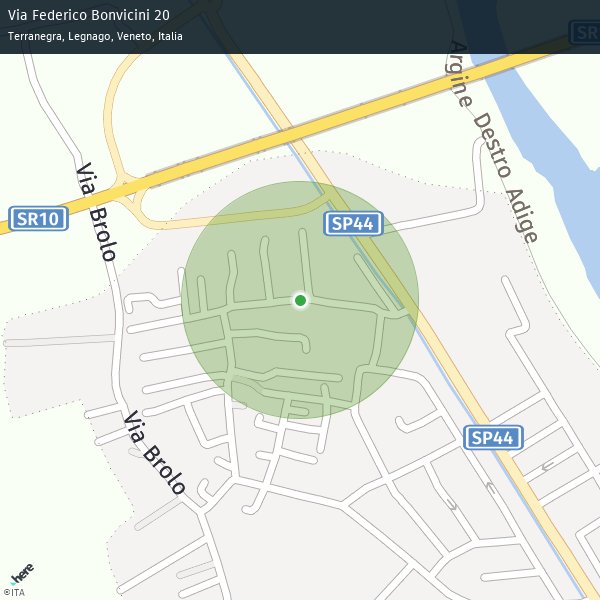 Via Federico Bonvicini 20
Terranegra, Legnago, Veneto, Italia
SR
Argine Destro Adige
Via Brolo
SR10
SP44
Via Brolo
SP44
here
©ITA